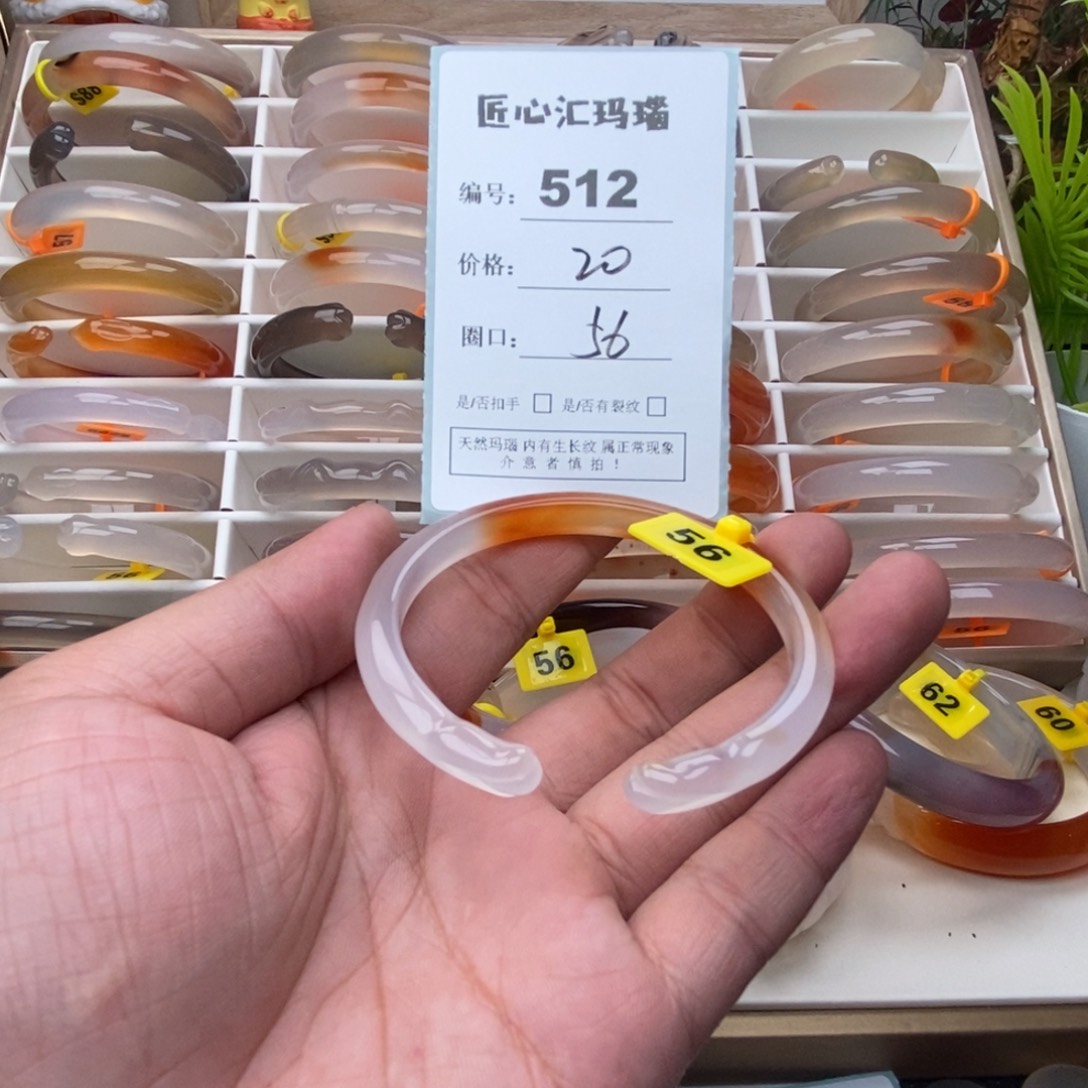 匠心汇玛瑙
编号: 512
价格: 20
圈口: 56
是/否扣手 □ 是/否有裂纹 □
天然玛瑙 内有生长纹 属正常现象
介意者慎拍！
56
56
62
60
57